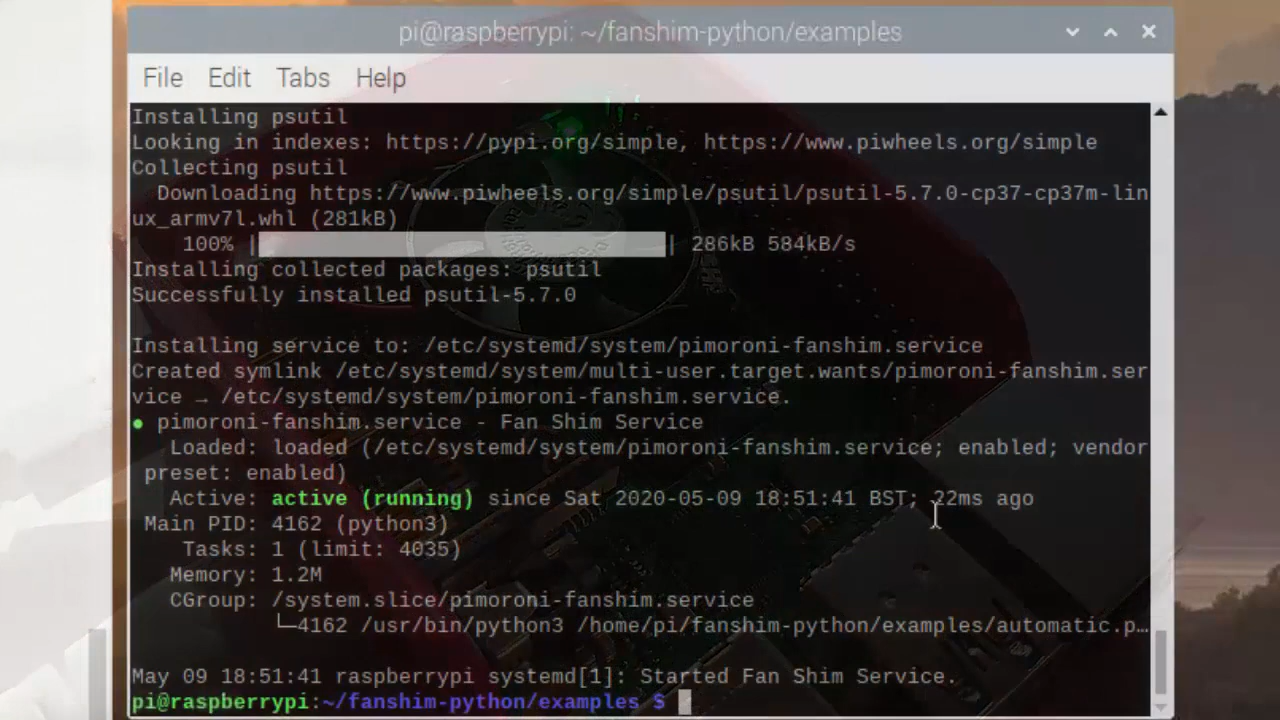 pi@raspberrypi: ~/fanshim-python/examples
File Edit Tabs Help
Installing psutil
Looking in indexes: https://pypi.org/simple, https://www.piwheels.org/simple
Collecting psutil
  Downloading https://www.piwheels.org/simple/psutil/psutil-5.7.0-cp37-cp37m-lin
ux_armv7l.whl (281kB)
    100% || 286kB 584kB/s
Installing collected packages: psutil
Successfully installed psutil-5.7.0
Installing service to: /etc/systemd/system/pimoroni-fanshim.service
Created symlink /etc/systemd/system/multi-user.target.wants/pimoroni-fanshim.ser
vice → /etc/systemd/system/pimoroni-fanshim.service.
● pimoroni-fanshim.service - Fan Shim Service
   Loaded: loaded (/etc/systemd/system/pimoroni-fanshim.service; enabled; vendor
 preset: enabled)
   Active: active (running) since Sat 2020-05-09 18:51:41 BST; 22ms ago
 Main PID: 4162 (python3)
    Tasks: 1 (limit: 4035)
   Memory: 1.2M
   CGroup: /system.slice/pimoroni-fanshim.service
           └─4162 /usr/bin/python3 /home/pi/fanshim-python/examples/automatic.p…
May 09 18:51:41 raspberrypi systemd[1]: Started Fan Shim Service.
pi@raspberrypi:~/fanshim-python/examples $